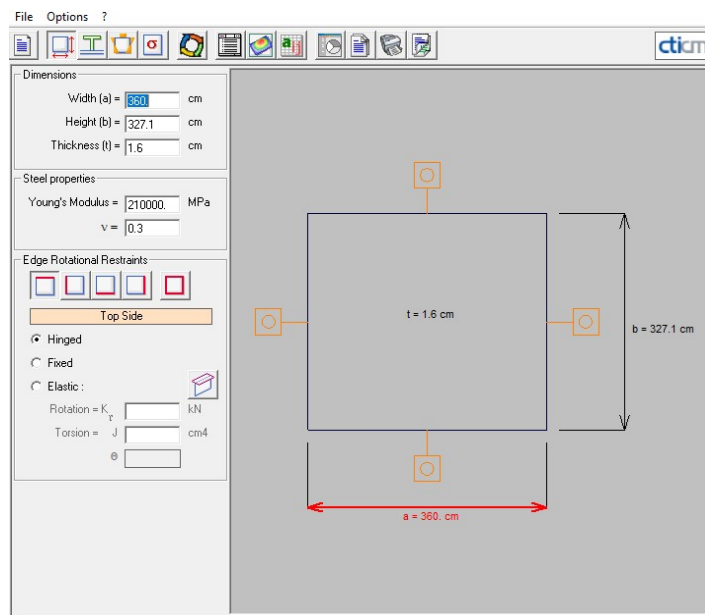 File Options ?
cticm
Dimensions
Width (a) = 360. cm
Height (b) = 327.1 cm
Thickness (t) = 1.6 cm
Steel properties
Young's Modulus = 210000. MPa
ν = 0.3
Edge Rotational Restraints
Top Side
Hinged
Fixed
Elastic :
Rotation = Kr kN
Torsion = J cm4
Θ
t = 1.6 cm
b = 327.1 cm
a = 360. cm